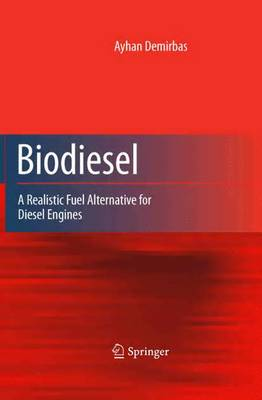 Ayhan Demirbas
Biodiesel
A Realistic Fuel Alternative for
Diesel Engines
Springer